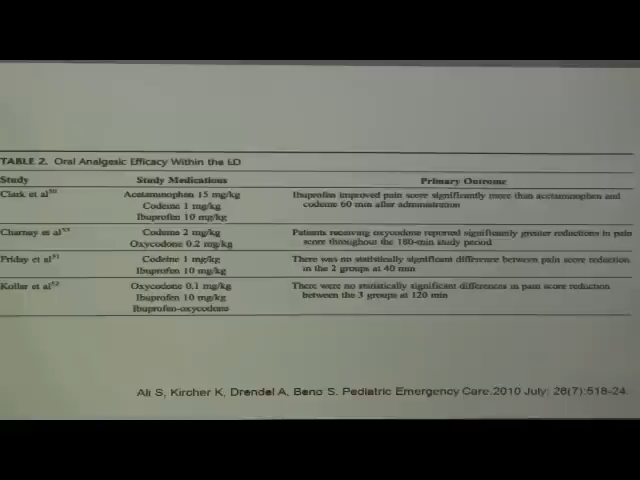 TABLE 2. Oral Analgesic Efficacy Within the ED
Study Study Medications Primary Outcome
Clark et al Acetaminophen 15 mg/kg Ibuprofen improved pain score significantly more than acetaminophen and
Codeine 1 mg/kg codeine 60 min after administration
Ibuprofen 10 mg/kg
Charney et al Codeine 2 mg/kg Patients receiving oxycodone reported significantly greater reductions in pain
Oxycodone 0.2 mg/kg score throughout the 180-min study period
Friday et al Codeine 1 mg/kg There was no statistically significant difference between pain score reduction
Ibuprofen 10 mg/kg in the 2 groups at 40 min
Koller et al Oxycodone 0.1 mg/kg There were no statistically significant differences in pain score reduction
Ibuprofen 10 mg/kg between the 3 groups at 120 min
Ibuprofen-oxycodone
Ali S, Kircher K, Drendel A, Beno S. Pediatric Emergency Care.2010 July; 26(7):518-24.